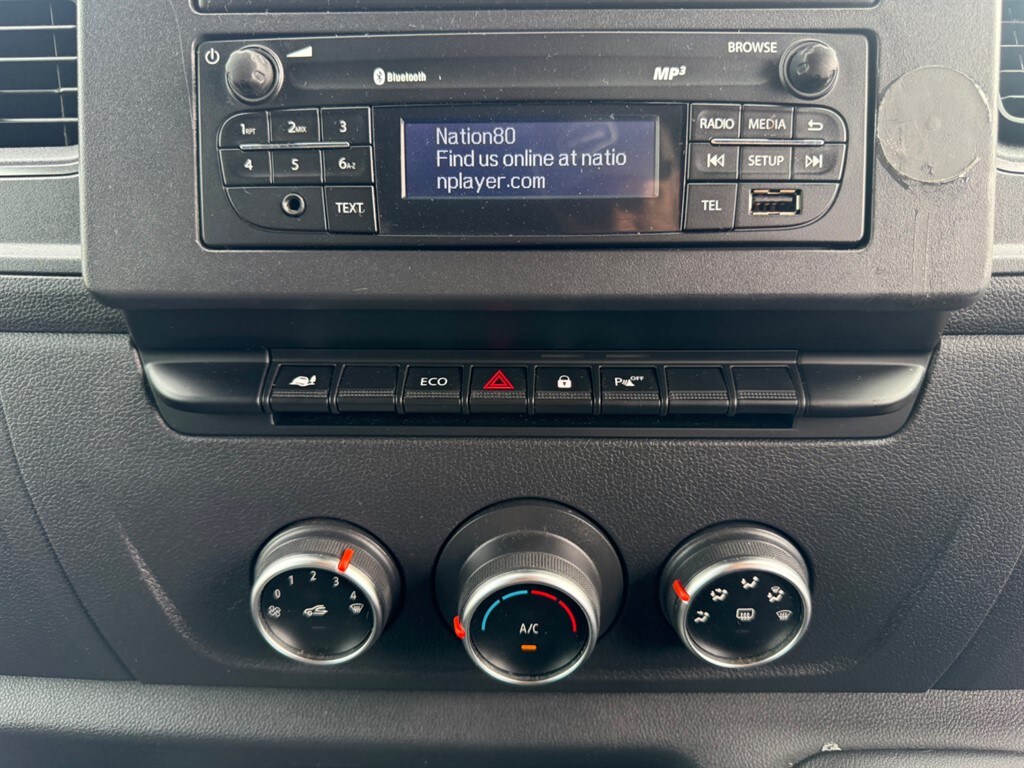 BROWSE
Bluetooth
MP3
1RPT 2MIX 3
4 5 6A-Z
TEXT
Nation80
Find us online at natio
nplayer.com
RADIO MEDIA
SETUP
TEL
ECO
P OFF
0 1 2 3 4
A/C